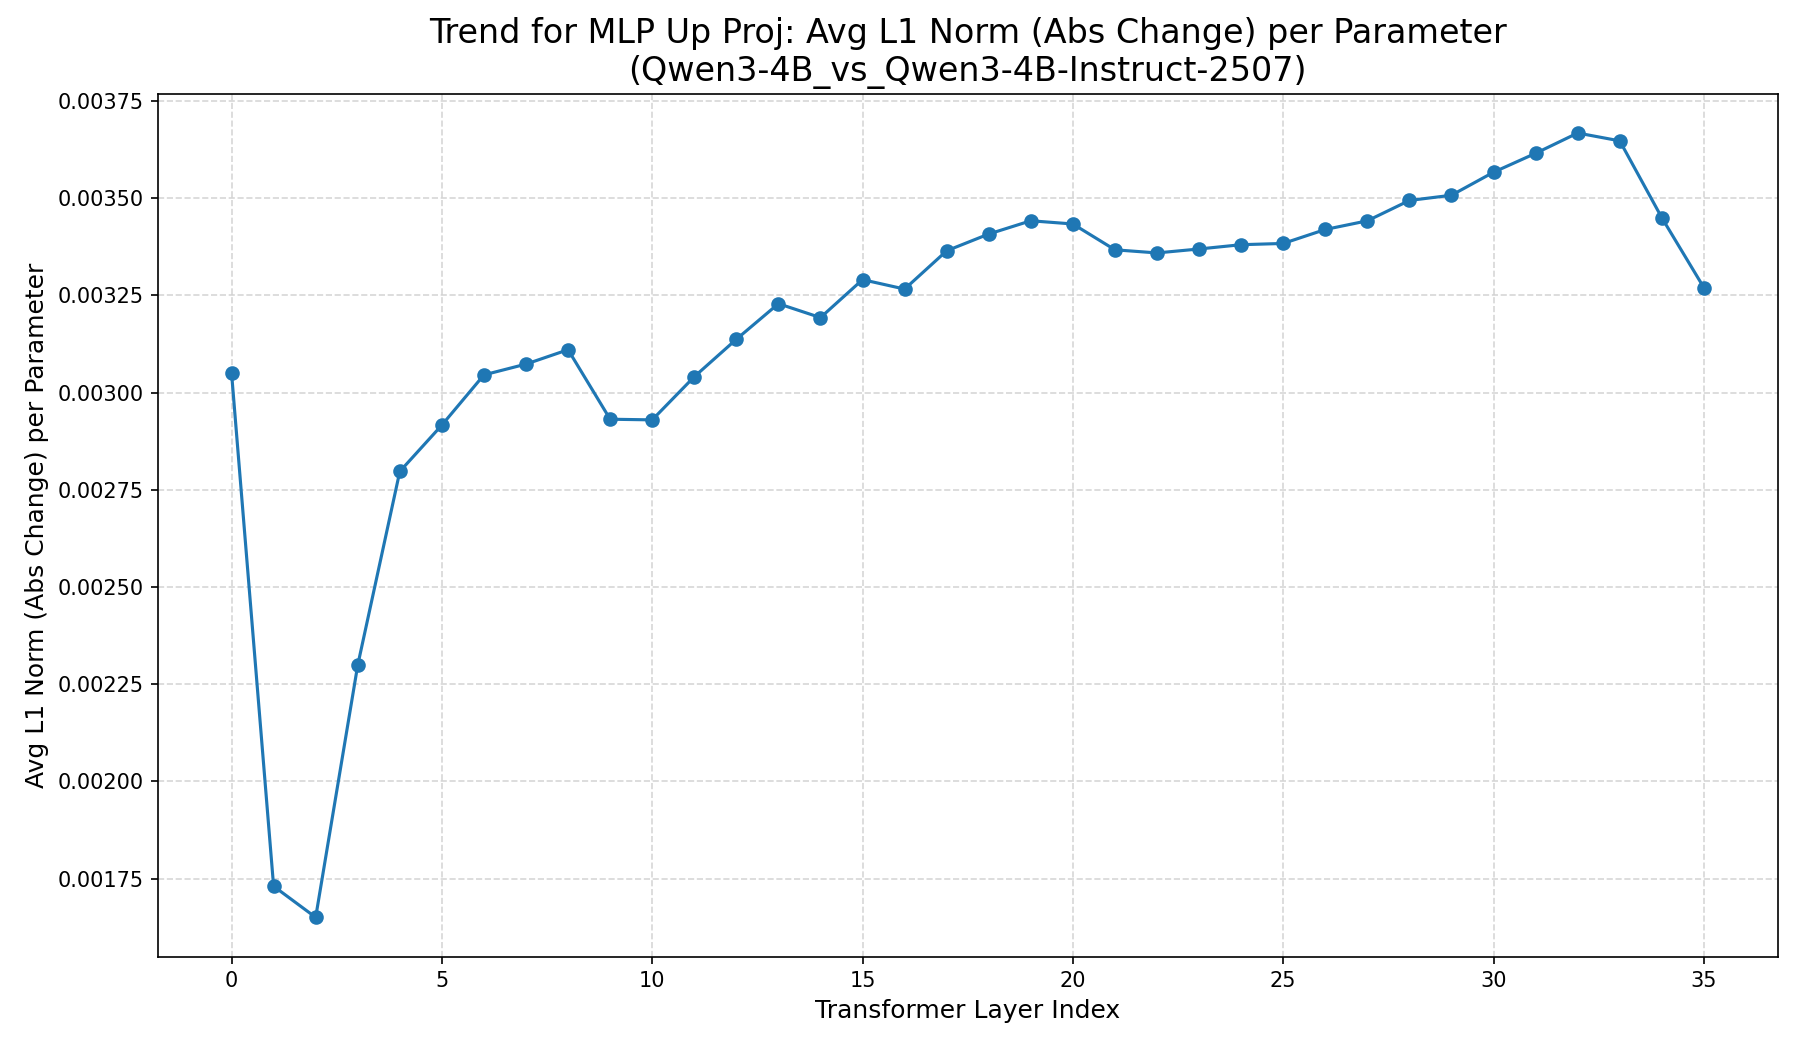 Trend for MLP Up Proj: Avg L1 Norm (Abs Change) per Parameter
(Qwen3-4B_vs_Qwen3-4B-Instruct-2507)
Avg L1 Norm (Abs Change) per Parameter
0.00375
0.00350
0.00325
0.00300
0.00275
0.00250
0.00225
0.00200
0.00175
0 5 10 15 20 25 30 35
Transformer Layer Index